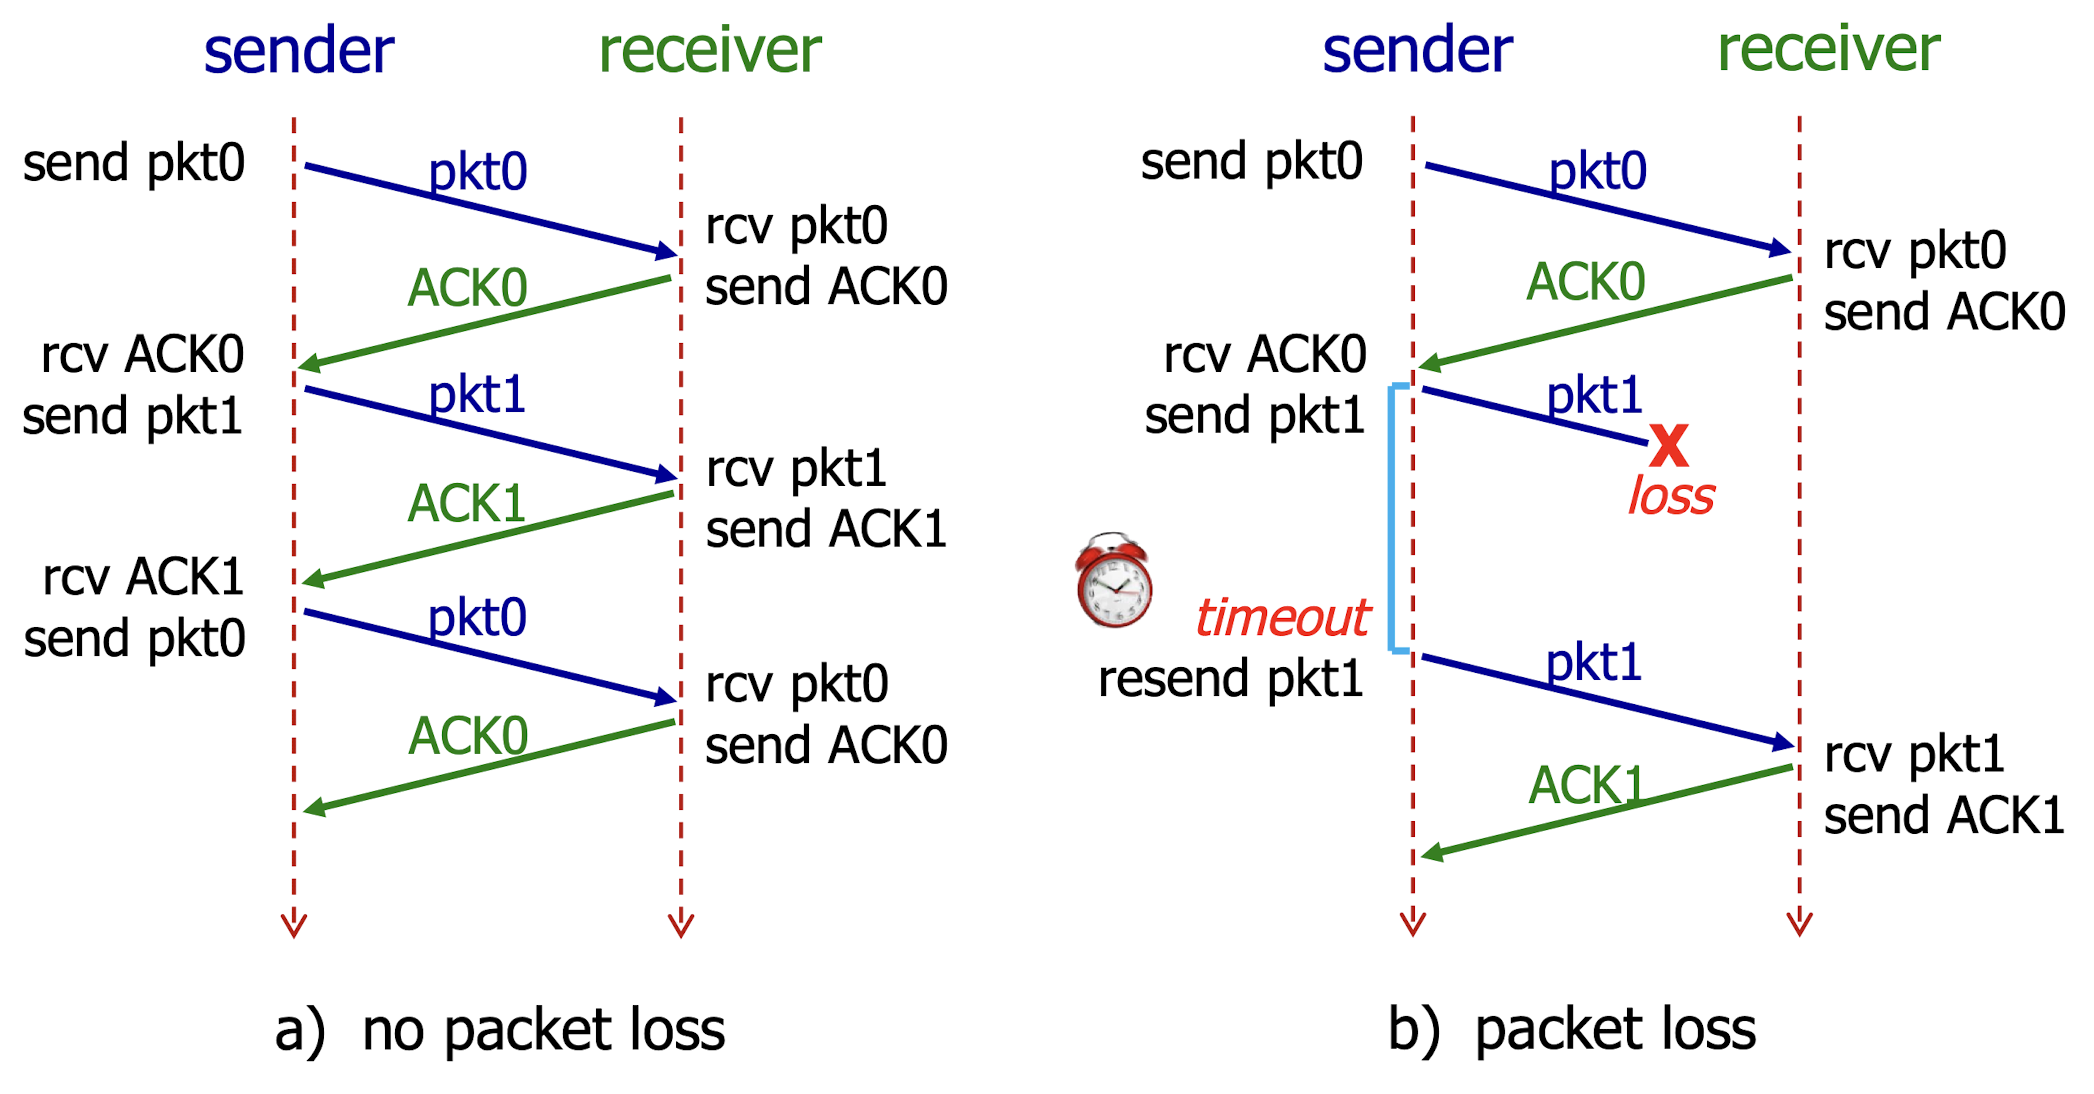 sender
receiver
send pkt0
pkt0
rcv pkt0
send ACK0
ACK0
rcv ACK0
send pkt1
pkt1
rcv pkt1
send ACK1
ACK1
rcv ACK1
send pkt0
pkt0
rcv pkt0
send ACK0
ACK0
a) no packet loss
sender
receiver
send pkt0
pkt0
rcv pkt0
send ACK0
ACK0
rcv ACK0
send pkt1
pkt1
X
loss
timeout
resend pkt1
pkt1
rcv pkt1
send ACK1
ACK1
b) packet loss